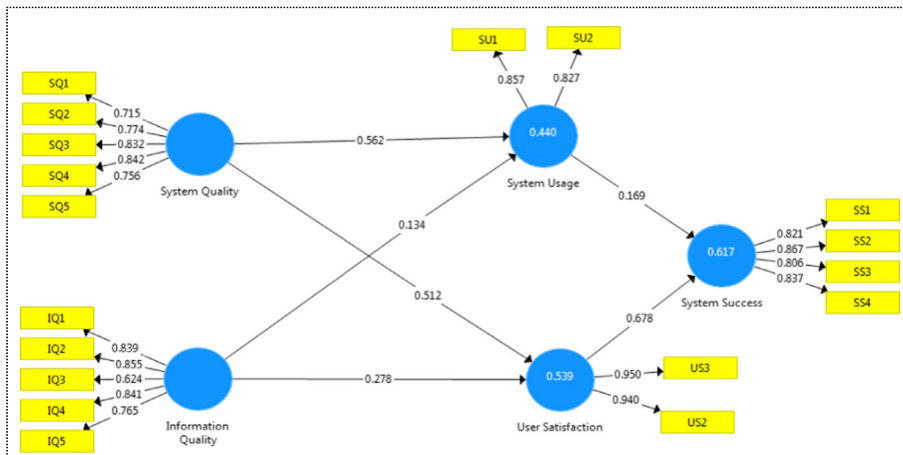 SU1
SU2
0.857
0.827
SQ1
SQ2
SQ3
SQ4
SQ5
0.715
0.774
0.832
0.842
0.756
System Quality
0.562
0.440
System Usage
0.134
0.512
0.169
0.617
System Success
0.821
0.867
0.806
0.837
SS1
SS2
SS3
SS4
IQ1
IQ2
IQ3
IQ4
IQ5
0.839
0.855
0.624
0.841
0.765
Information
Quality
0.278
0.539
User Satisfaction
0.678
0.950
0.940
US3
US2